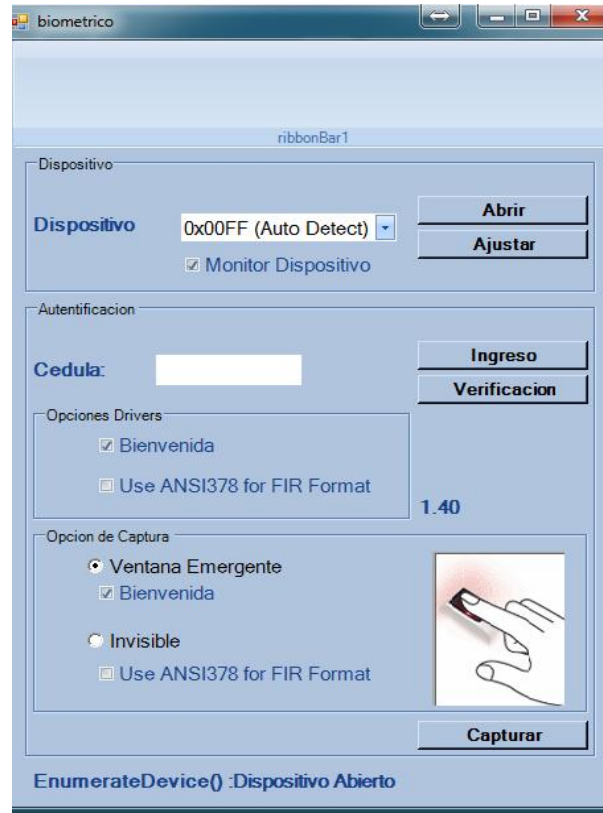 biometrico
ribbonBar1
Dispositivo
Dispositivo
0x00FF (Auto Detect)
Abrir
Ajustar
Monitor Dispositivo
Autentificacion
Cedula:
Ingreso
Verificacion
Opciones Drivers
Bienvenida
Use ANSI378 for FIR Format
1.40
Opcion de Captura
Ventana Emergente
Bienvenida
Invisible
Use ANSI378 for FIR Format
Capturar
EnumerateDevice() :Dispositivo Abierto